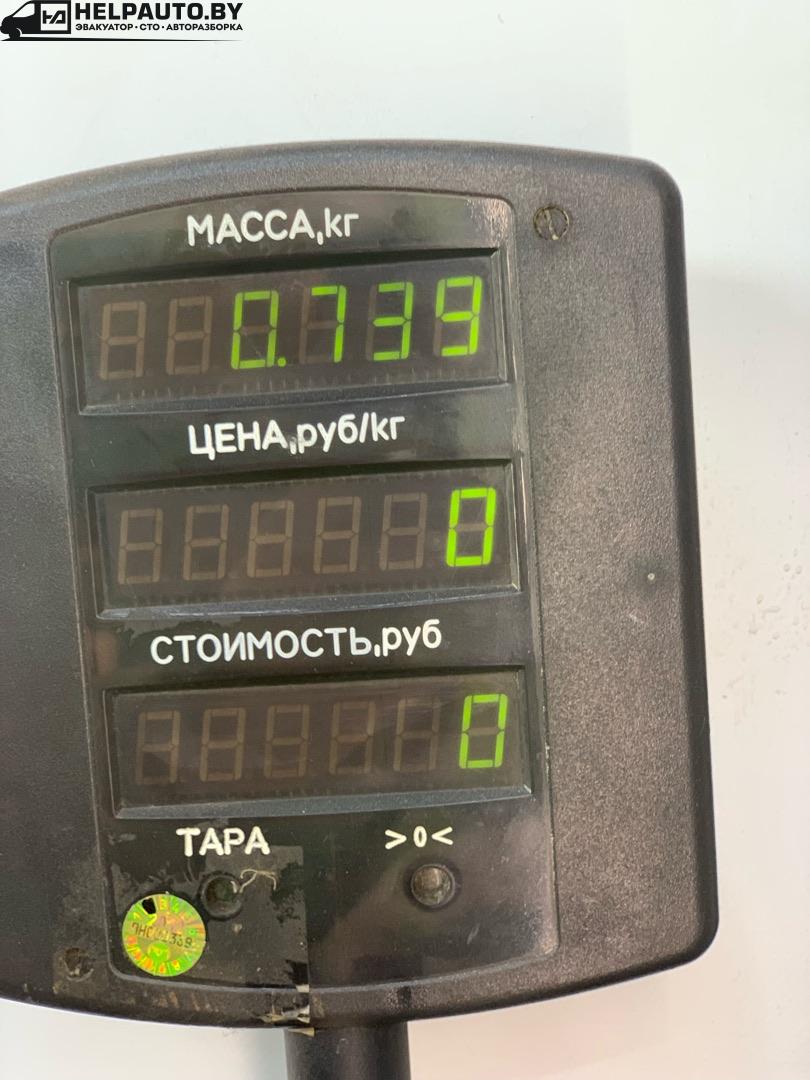 HELPAUTO.BY
ЭВАКУАТОР • СТО • АВТОРАЗБОРКА
МАССА,кг
0.739
ЦЕНА,руб/кг
0
СТОИМОСТЬ,руб
0
ТАРА >0<